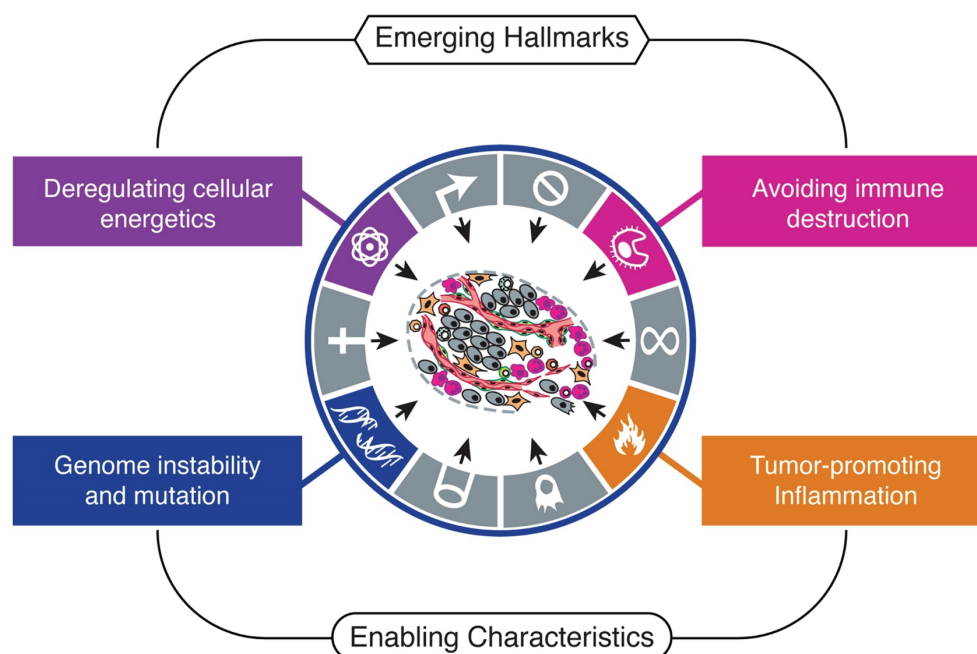 Emerging Hallmarks
Deregulating cellular
energetics
Avoiding immune
destruction
Genome instability
and mutation
Tumor-promoting
Inflammation
Enabling Characteristics